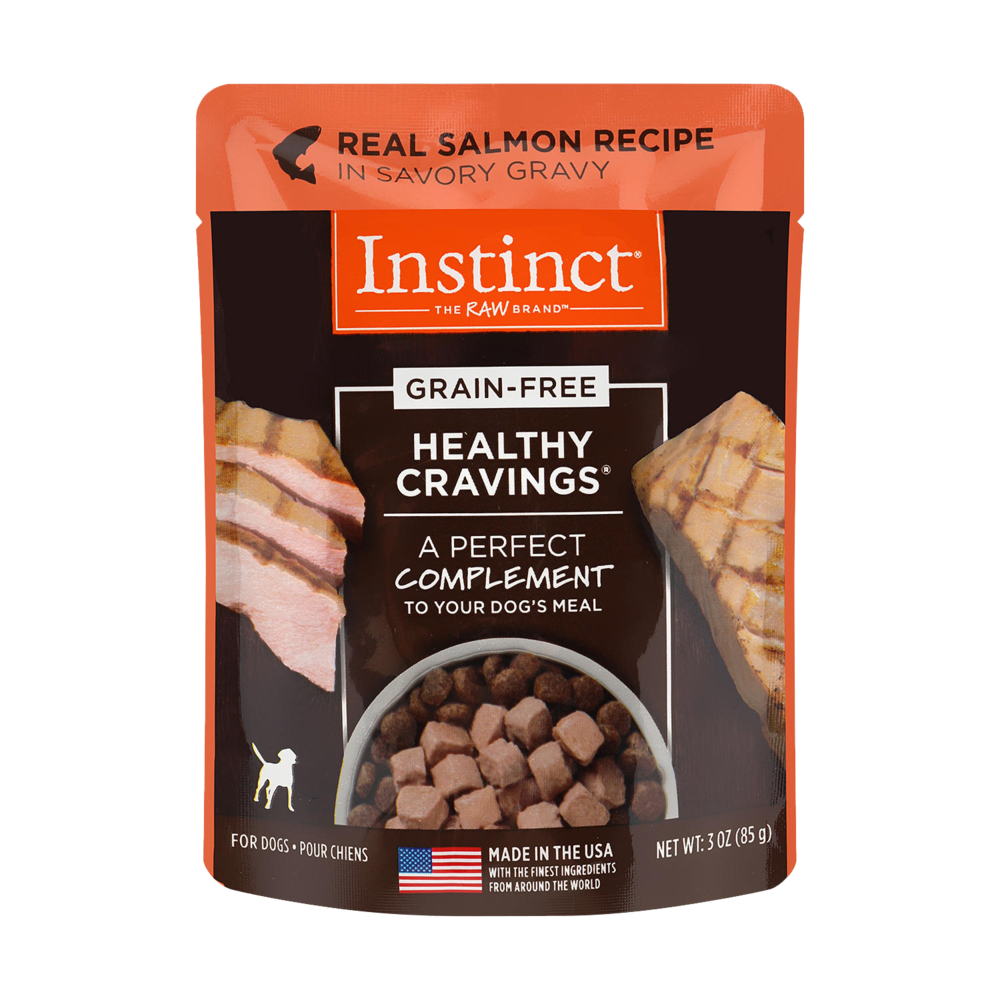 REAL SALMON RECIPE
IN SAVORY GRAVY
Instinct®
THE RAW BRAND™
GRAIN-FREE
HEALTHY
CRAVINGS®
A PERFECT
COMPLEMENT
TO YOUR DOG'S MEAL
FOR DOGS • POUR CHIENS
MADE IN THE USA
WITH THE FINEST INGREDIENTS
FROM AROUND THE WORLD
NET WT: 3 OZ (85 g)